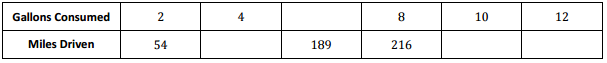 Gallons Consumed 2 4 8 10 12
Miles Driven 54 189 216